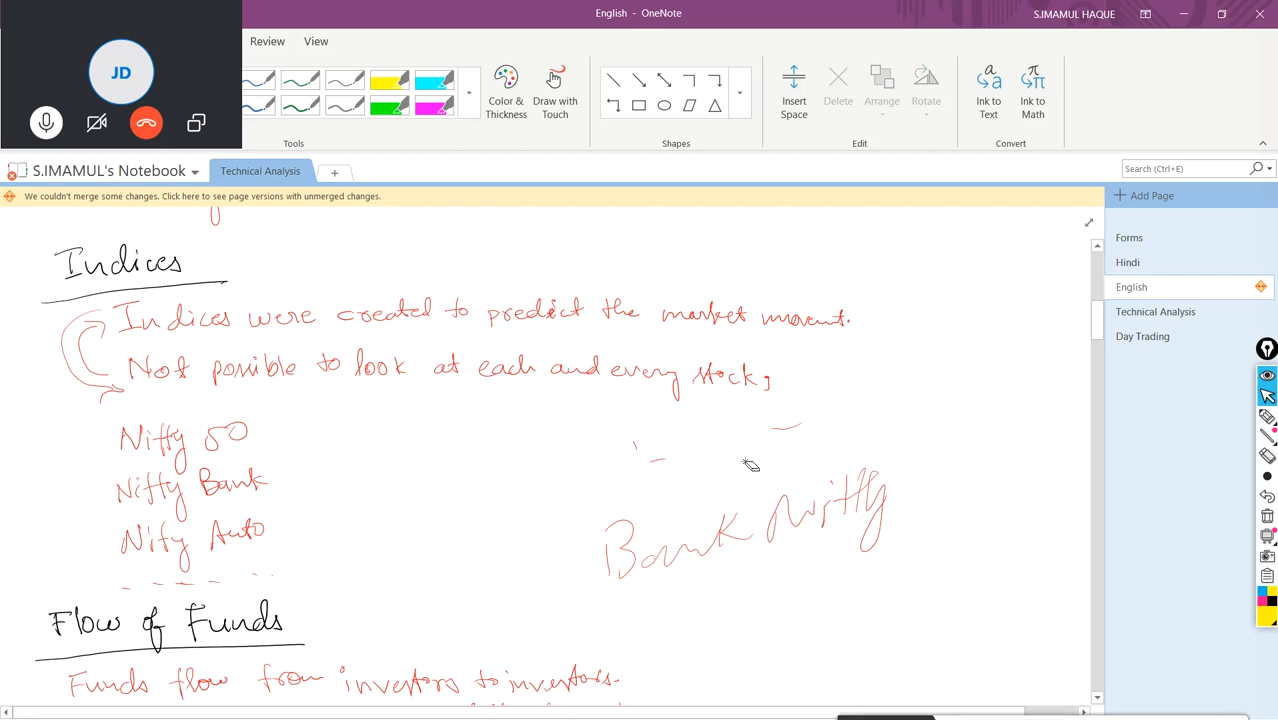 English - OneNote
S.IMAMUL HAQUE
JD
Review View
Color & Thickness
Draw with Touch
Insert Space
Delete
Arrange
Rotate
Ink to Text
Ink to Math
Tools
Shapes
Edit
Convert
S.IMAMUL's Notebook
Technical Analysis
Search (Ctrl+E)
We couldn't merge some changes. Click here to see page versions with unmerged changes.
Add Page
Forms
Hindi
English
Technical Analysis
Day Trading
Indices
Indices were created to predict the market movent.
Not possible to look at each and every stock
Nifty 50
Nifty Bank
Nifty Auto
Bank Nifty
Flow of Funds
Funds flow from investors to investors.